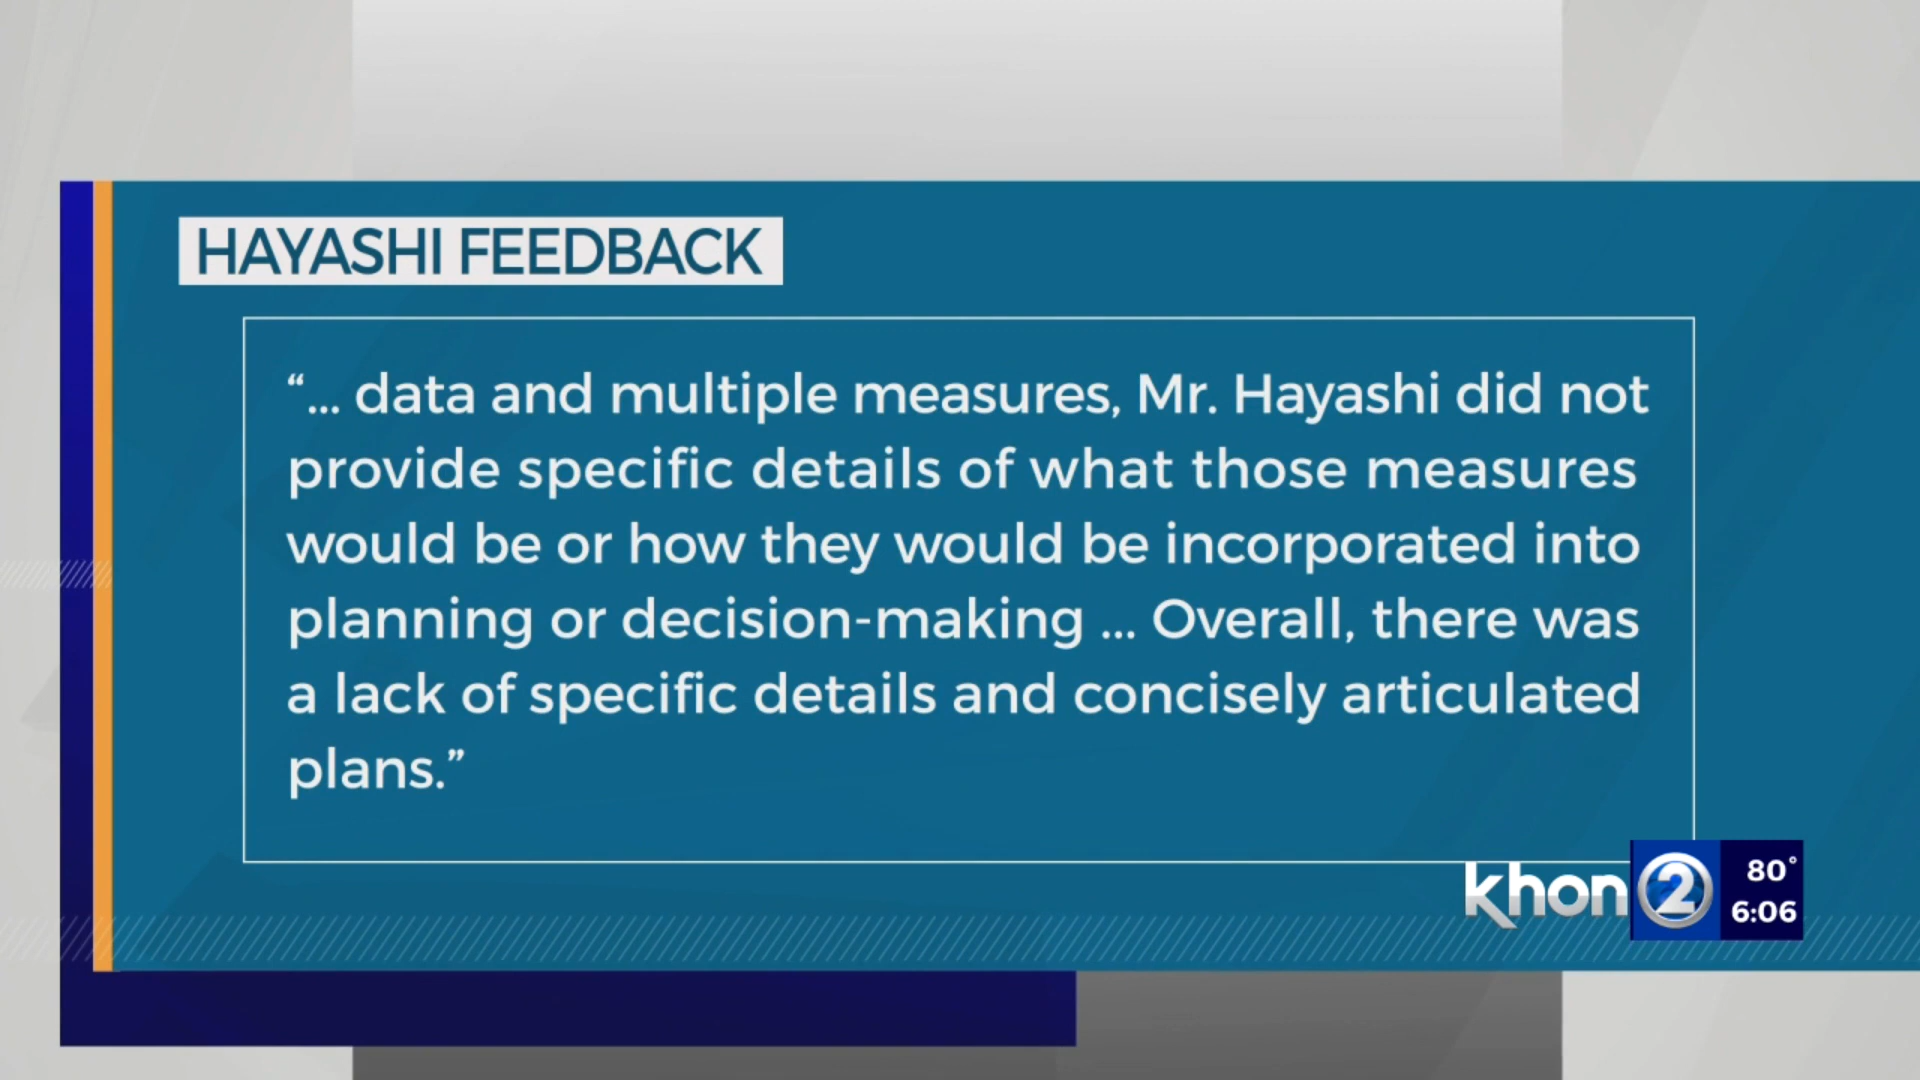 HAYASHI FEEDBACK
“... data and multiple measures, Mr. Hayashi did not
provide specific details of what those measures
would be or how they would be incorporated into
planning or decision-making ... Overall, there was
a lack of specific details and concisely articulated
plans.”
khon 2
80°
6:06